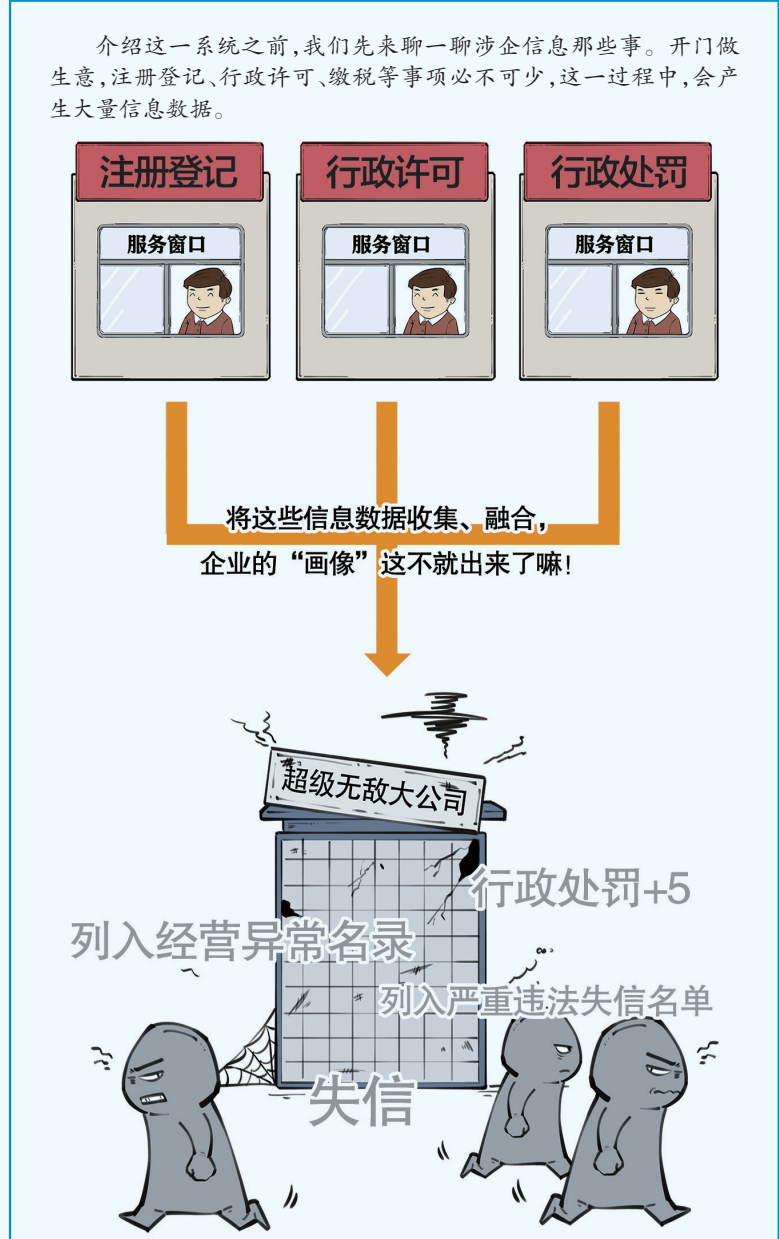 介绍这一系统之前,我们先来聊一聊涉企信息那些事。开门做
生意,注册登记、行政许可、缴税等事项必不可少,这一过程中,会产
生大量信息数据。
注册登记
行政许可
行政处罚
服务窗口
服务窗口
服务窗口
将这些信息数据收集、融合,
企业的“画像”这不就出来了嘛!
超级无敌大公司
行政处罚+5
列入经营异常名录
列入严重违法失信名单
失信